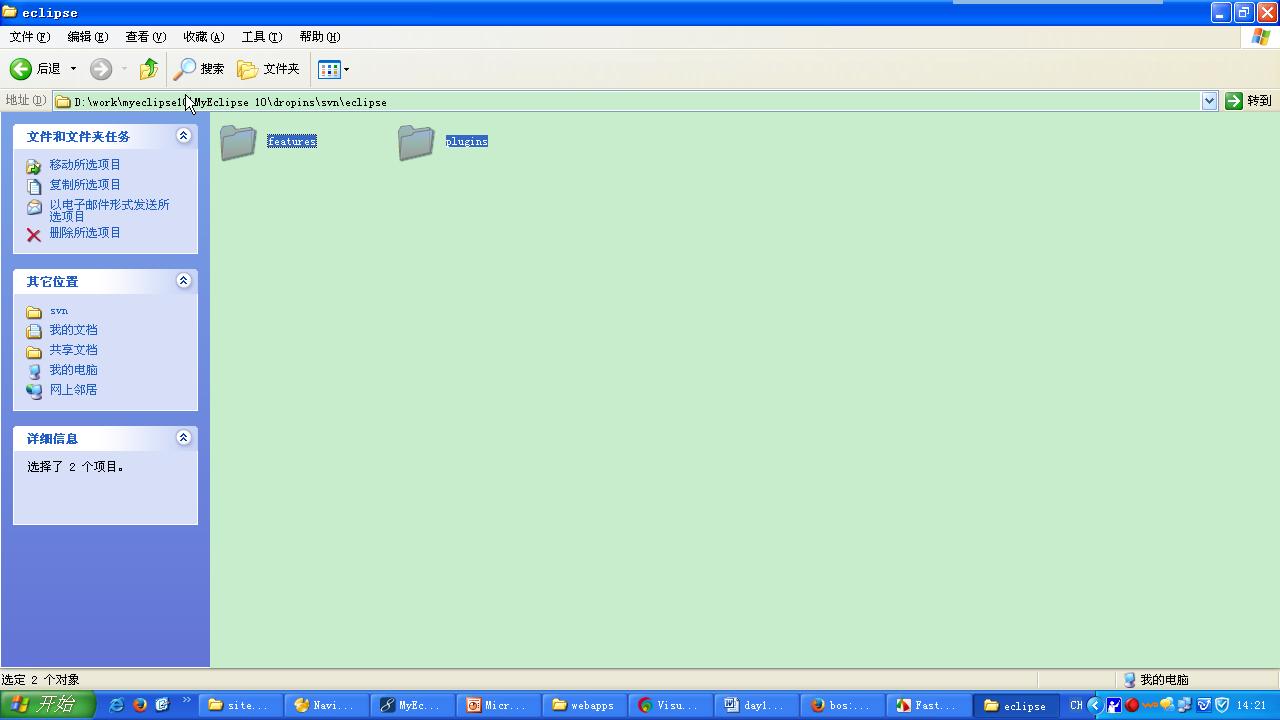 eclipse
文件(F) 编辑(E) 查看(V) 收藏(A) 工具(T) 帮助(H)
后退 搜索 文件夹
地址(D) D:\work\myeclipse1 MyEclipse 10\dropins\svn\eclipse 转到
文件和文件夹任务
移动所选项目
复制所选项目
以电子邮件形式发送所
选项目
删除所选项目
其它位置
svn
我的文档
共享文档
我的电脑
网上邻居
详细信息
选择了 2 个项目。
features
plugins
选定 2 个对象 我的电脑
开始 site... Navi... MyEc... Micr... webapps Visu... day1... bos:... Fast... eclipse CH 14:21